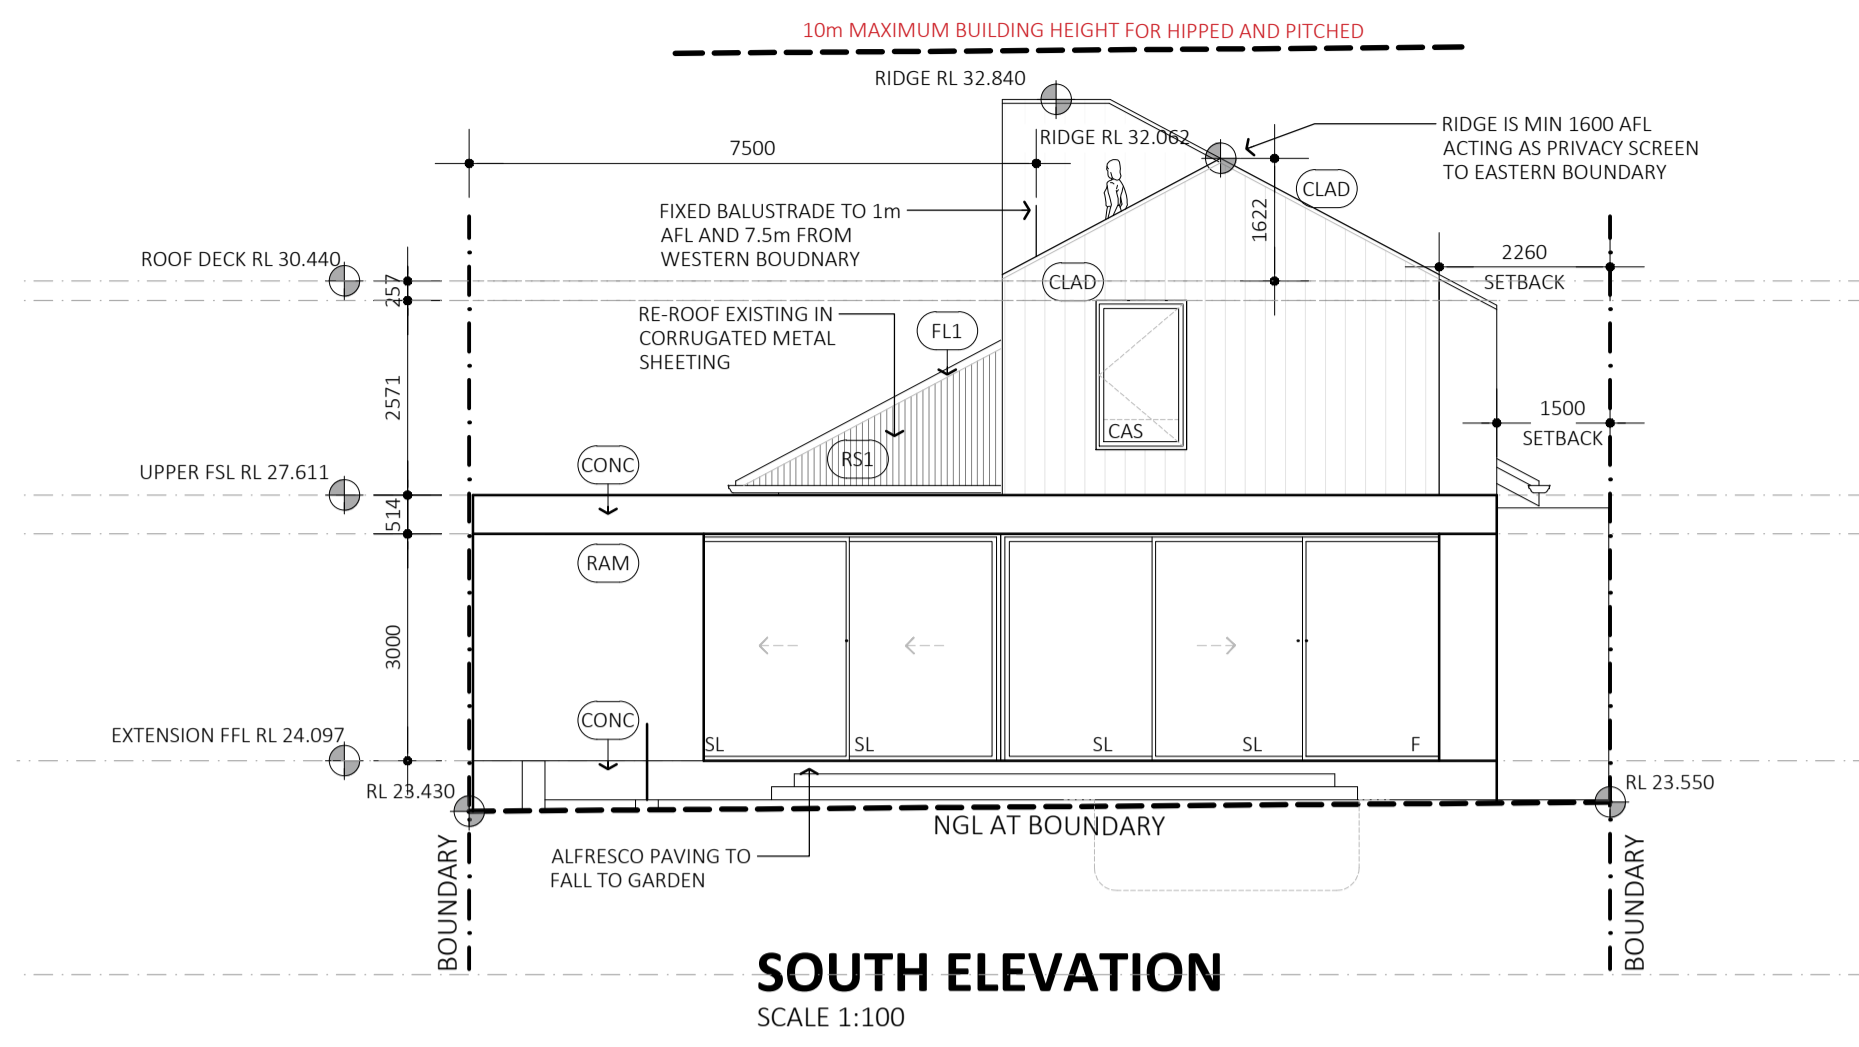 10m MAXIMUM BUILDING HEIGHT FOR HIPPED AND PITCHED
RIDGE RL 32.840
RIDGE RL 32.062
RIDGE IS MIN 1600 AFL
ACTING AS PRIVACY SCREEN
TO EASTERN BOUNDARY
7500
CLAD
FIXED BALUSTRADE TO 1m
AFL AND 7.5m FROM
WESTERN BOUDNARY
1622
2260
SETBACK
ROOF DECK RL 30.440
257
CLAD
RE-ROOF EXISTING IN
CORRUGATED METAL
SHEETING
FL1
2571
1500
SETBACK
CAS
RS1
CONC
UPPER FSL RL 27.611
514
RAM
3000
CONC
EXTENSION FFL RL 24.097
SL
SL
SL
SL
F
RL 23.430
RL 23.550
NGL AT BOUNDARY
ALFRESCO PAVING TO
FALL TO GARDEN
BOUNDARY
BOUNDARY
SOUTH ELEVATION
SCALE 1:100